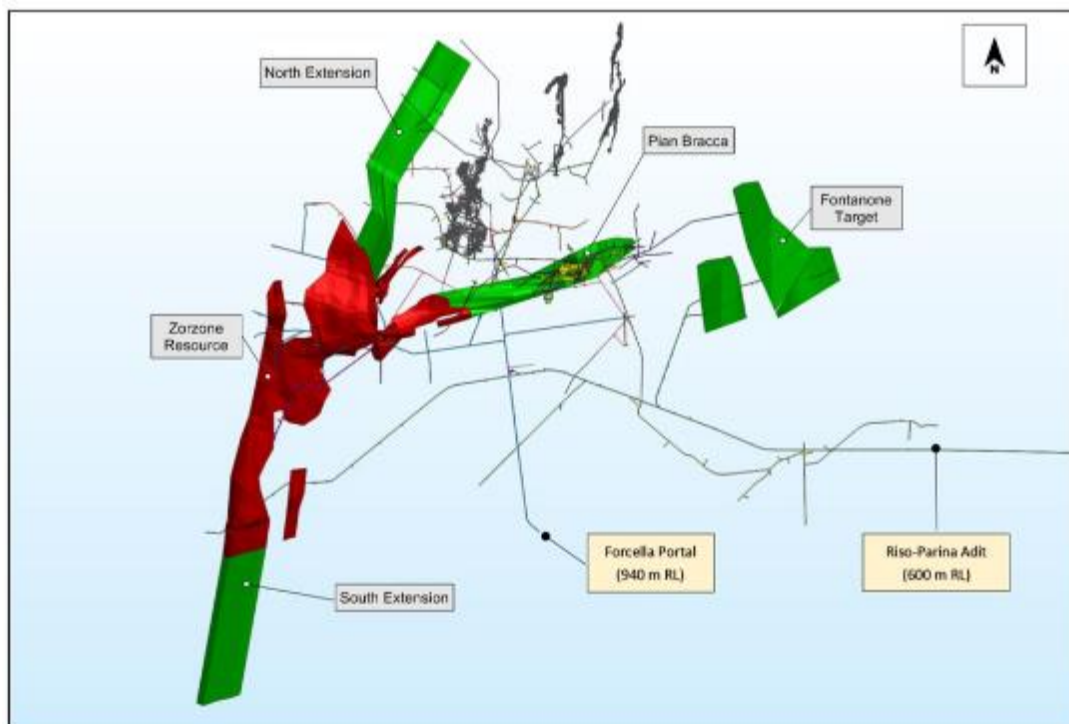 N
North Extension
Pian Bracca
Fontanone
Target
Zorzone
Resource
Forcella Portal
(940 m RL)
Riso-Parina Adit
(600 m RL)
South Extension